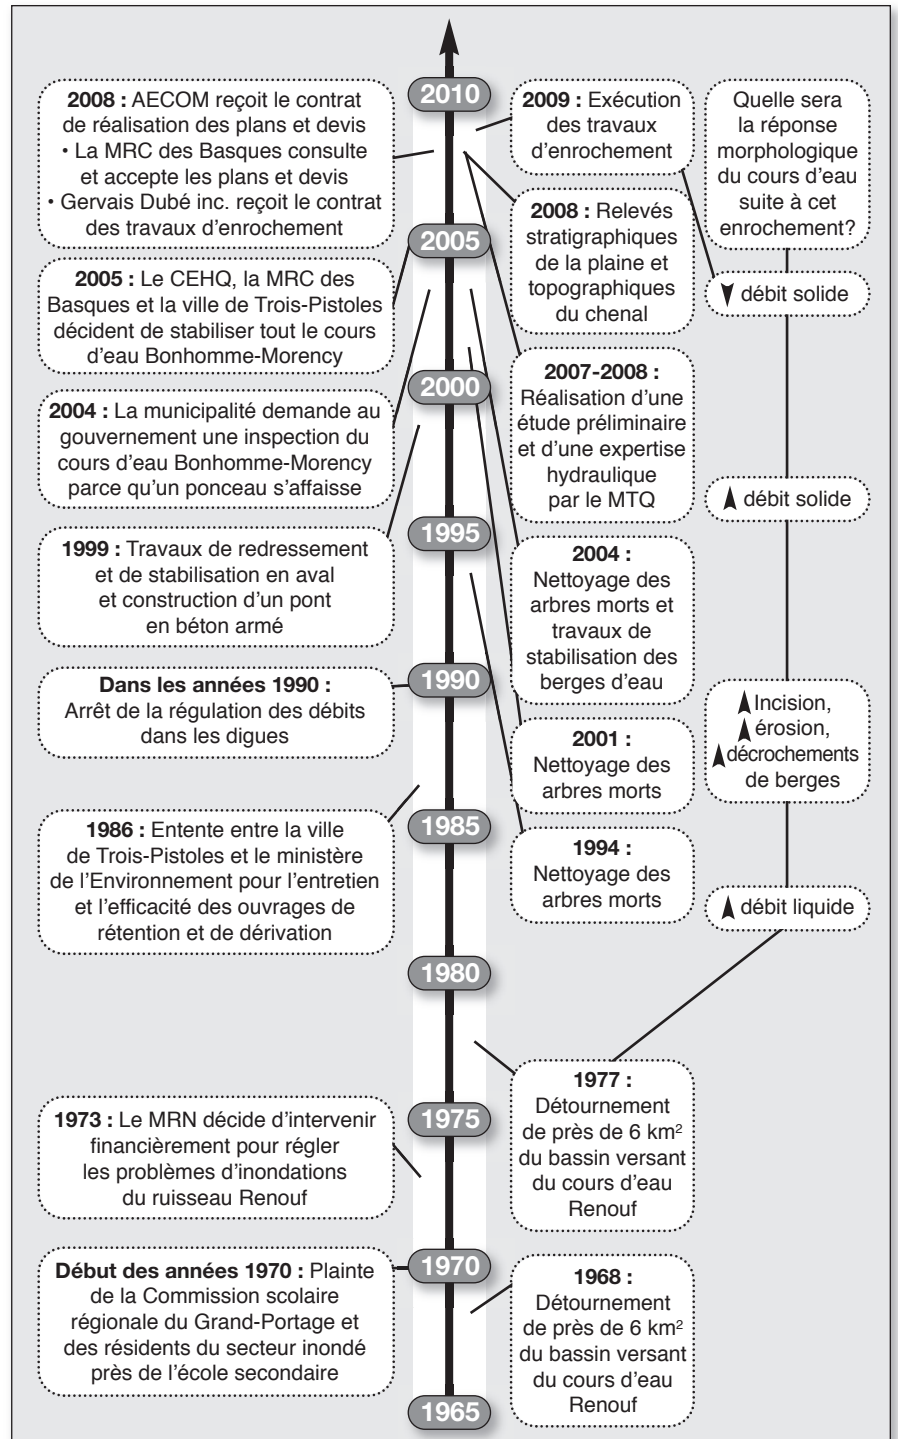 2010
2005
2000
1995
1990
1985
1980
1975
1970
1965
2008 : AECOM reçoit le contrat
de réalisation des plans et devis
• La MRC des Basques consulte
et accepte les plans et devis
• Gervais Dubé inc. reçoit le contrat
des travaux d'enrochement
2005 : Le CEHQ, la MRC des
Basques et la ville de Trois-Pistoles
décident de stabiliser tout le cours
d'eau Bonhomme-Morency
2004 : La municipalité demande au
gouvernement une inspection du
cours d'eau Bonhomme-Morency
parce qu'un ponceau s'affaisse
1999 : Travaux de redressement
et de stabilisation en aval
et construction d'un pont
en béton armé
Dans les années 1990 :
Arrêt de la régulation des débits
dans les digues
1986 : Entente entre la ville
de Trois-Pistoles et le ministère
de l'Environnement pour l'entretien
et l'efficacité des ouvrages de
rétention et de dérivation
1973 : Le MRN décide d'intervenir
financièrement pour régler
les problèmes d'inondations
du ruisseau Renouf
Début des années 1970 : Plainte
de la Commission scolaire
régionale du Grand-Portage et
des résidents du secteur inondé
près de l'école secondaire
2009 : Exécution
des travaux
d'enrochement
2008 : Relevés
stratigraphiques
de la plaine et
topographiques
du chenal
2007-2008 :
Réalisation d'une
étude préliminaire
et d'une expertise
hydraulique
par le MTQ
2004 :
Nettoyage des
arbres morts et
travaux de
stabilisation des
berges d'eau
2001 :
Nettoyage des
arbres morts
1994 :
Nettoyage des
arbres morts
1977 :
Détournement
de près de 6 km²
du bassin versant
du cours d'eau
Renouf
1968 :
Détournement
de près de 6 km²
du bassin versant
du cours d'eau
Renouf
Quelle sera
la réponse
morphologique
du cours d'eau
suite à cet
enrochement?
débit solide
débit solide
Incision,
érosion,
décrochements
de berges
débit liquide